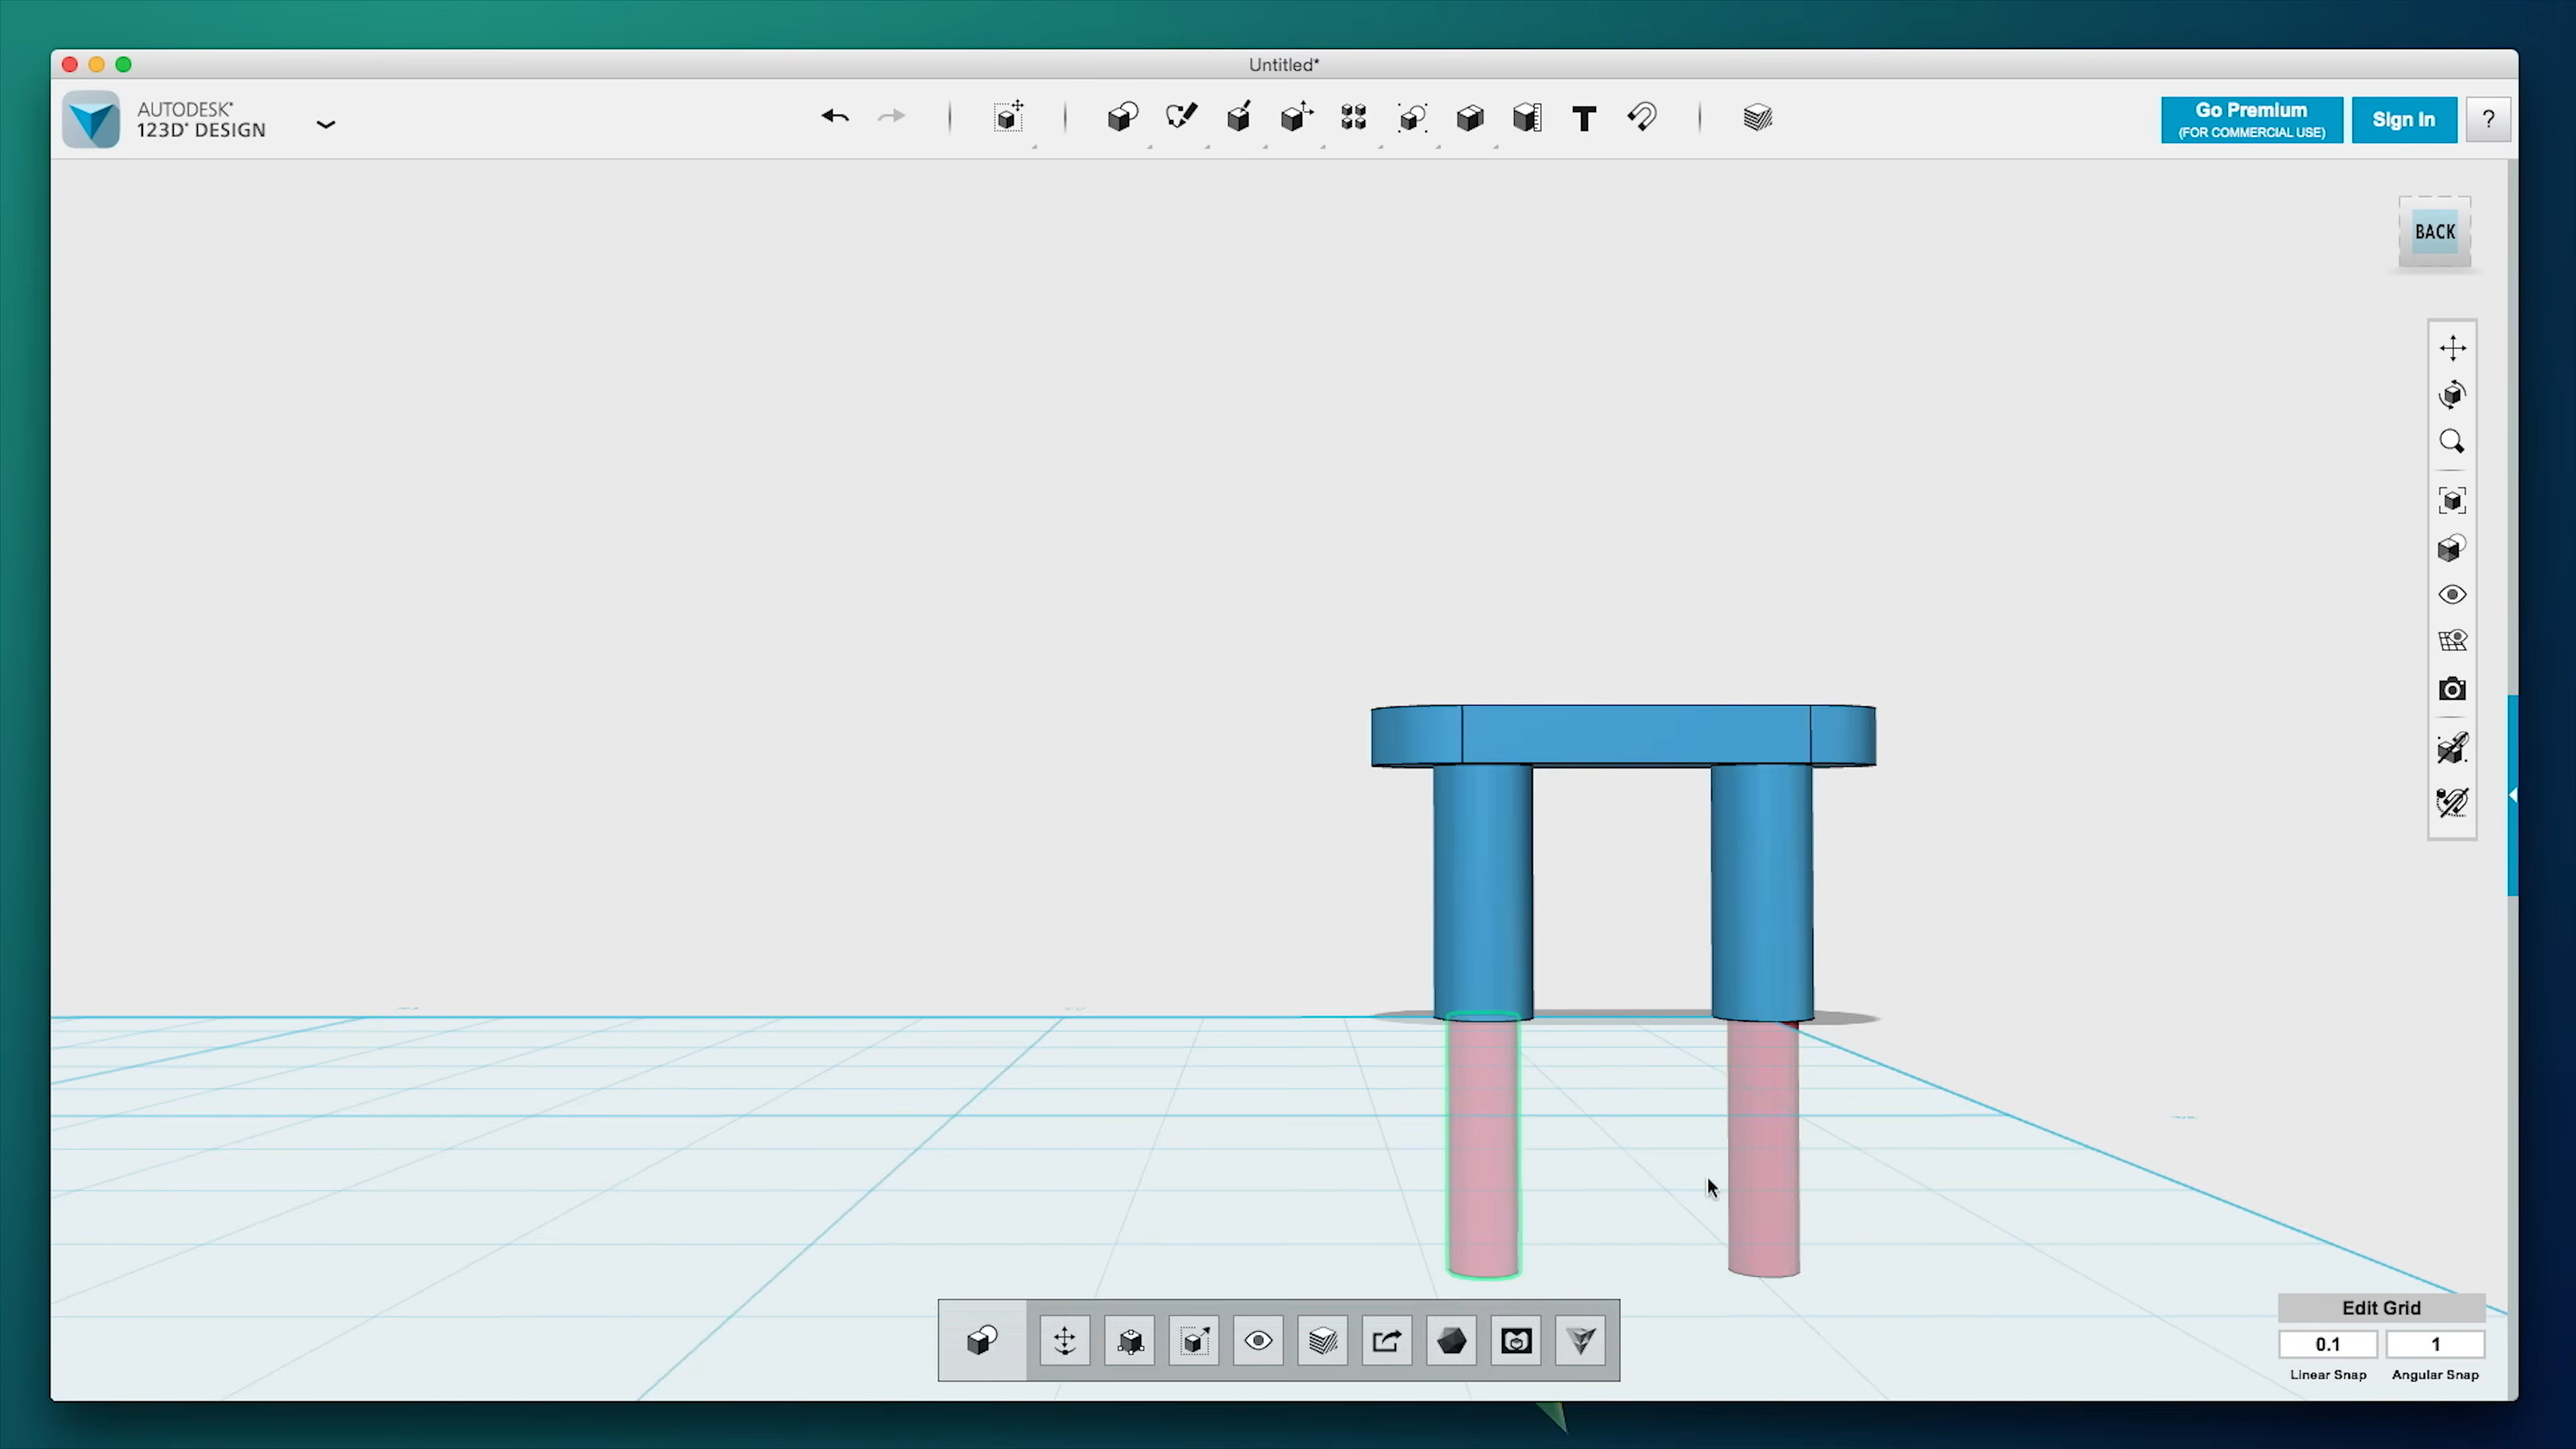 Untitled*
AUTODESK®
123D® DESIGN
Go Premium
(FOR COMMERCIAL USE)
Sign In
?
BACK
Edit Grid
0.1
1
Linear Snap
Angular Snap